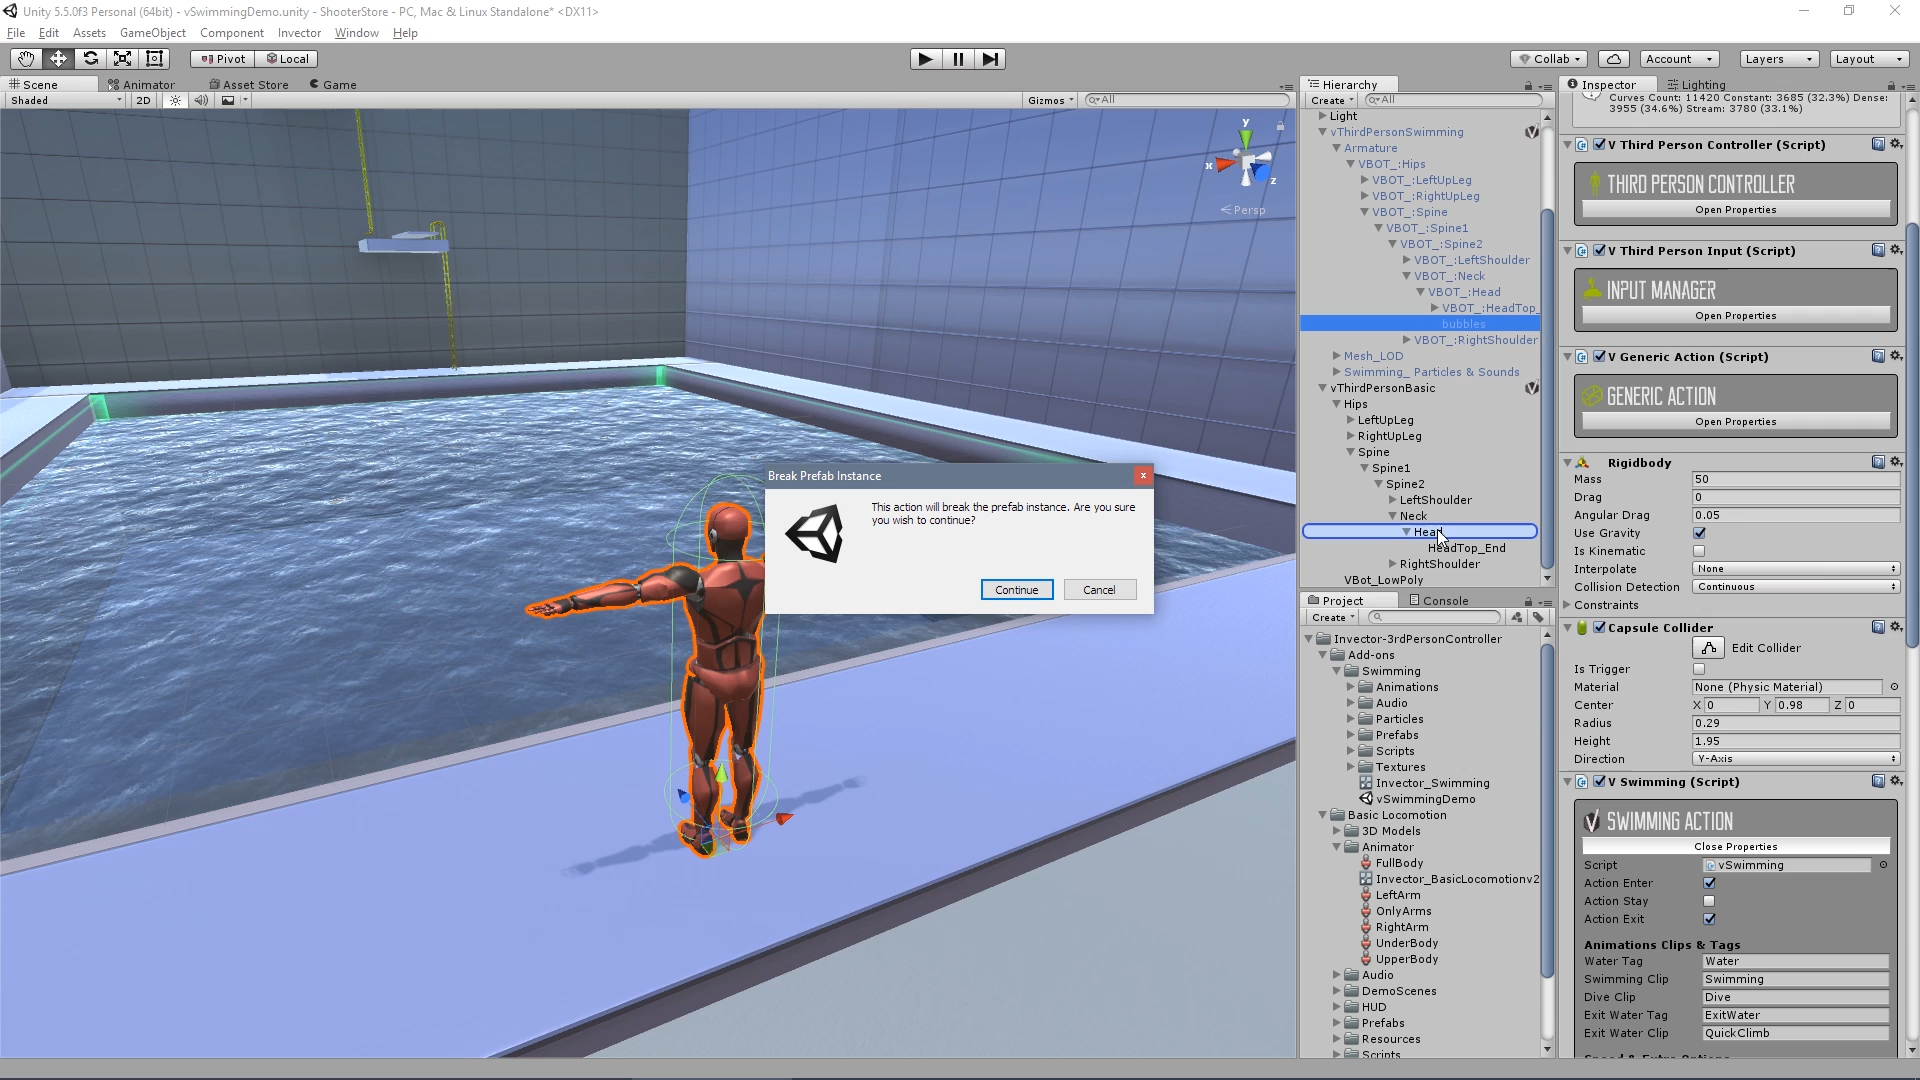 Unity 5.5.0f3 Personal (64bit) - vSwimmingDemo.unity - ShooterStore - PC, Mac & Linux Standalone* <DX11>
File Edit Assets GameObject Component Invector Window Help
Pivot Local
Collab Account Layers Layout
Scene Animator Asset Store Game
Shaded 2D Gizmos All
y
x
z
Persp
Break Prefab Instance
This action will break the prefab instance. Are you sure
you wish to continue?
Continue Cancel
Hierarchy
Create All
Light
vThirdPersonSwimming
Armature
VBOT_:Hips
VBOT_:LeftUpLeg
VBOT_:RightUpLeg
VBOT_:Spine
VBOT_:Spine1
VBOT_:Spine2
VBOT_:LeftShoulder
VBOT_:Neck
VBOT_:Head
VBOT_:HeadTop_
bubbles
VBOT_:RightShoulder
Mesh_LOD
Swimming_ Particles & Sounds
vThirdPersonBasic
Hips
LeftUpLeg
RightUpLeg
Spine
Spine1
Spine2
LeftShoulder
Neck
Head
HeadTop_End
RightShoulder
VBot_LowPoly
Project Console
Create
Invector-3rdPersonController
Add-ons
Swimming
Animations
Audio
Particles
Prefabs
Scripts
Textures
Invector_Swimming
vSwimmingDemo
Basic Locomotion
3D Models
Animator
FullBody
Invector_BasicLocomotionv2
LeftArm
OnlyArms
RightArm
UnderBody
UpperBody
Audio
DemoScenes
HUD
Prefabs
Resources
Scripts
Inspector Lighting
Curves Count: 11420 Constant: 3685 (32.3%) Dense:
3955 (34.6%) Stream: 3780 (33.1%)
V Third Person Controller (Script)
THIRD PERSON CONTROLLER
Open Properties
V Third Person Input (Script)
INPUT MANAGER
Open Properties
V Generic Action (Script)
GENERIC ACTION
Open Properties
Rigidbody
Mass 50
Drag 0
Angular Drag 0.05
Use Gravity
Is Kinematic
Interpolate None
Collision Detection Continuous
Constraints
Capsule Collider
Edit Collider
Is Trigger
Material None (Physic Material)
Center X 0 Y 0.98 Z 0
Radius 0.29
Height 1.95
Direction Y-Axis
V Swimming (Script)
SWIMMING ACTION
Close Properties
Script vSwimming
Action Enter
Action Stay
Action Exit
Animations Clips & Tags
Water Tag Water
Swimming Clip Swimming
Dive Clip Dive
Exit Water Tag ExitWater
Exit Water Clip QuickClimb